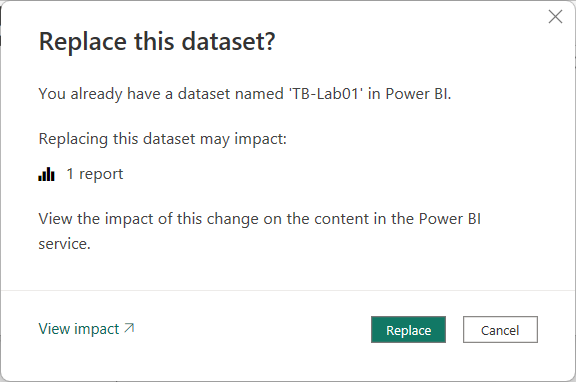 Replace this dataset?
You already have a dataset named 'TB-Lab01' in Power BI.
Replacing this dataset may impact:
1 report
View the impact of this change on the content in the Power BI
service.
View impact
Replace
Cancel